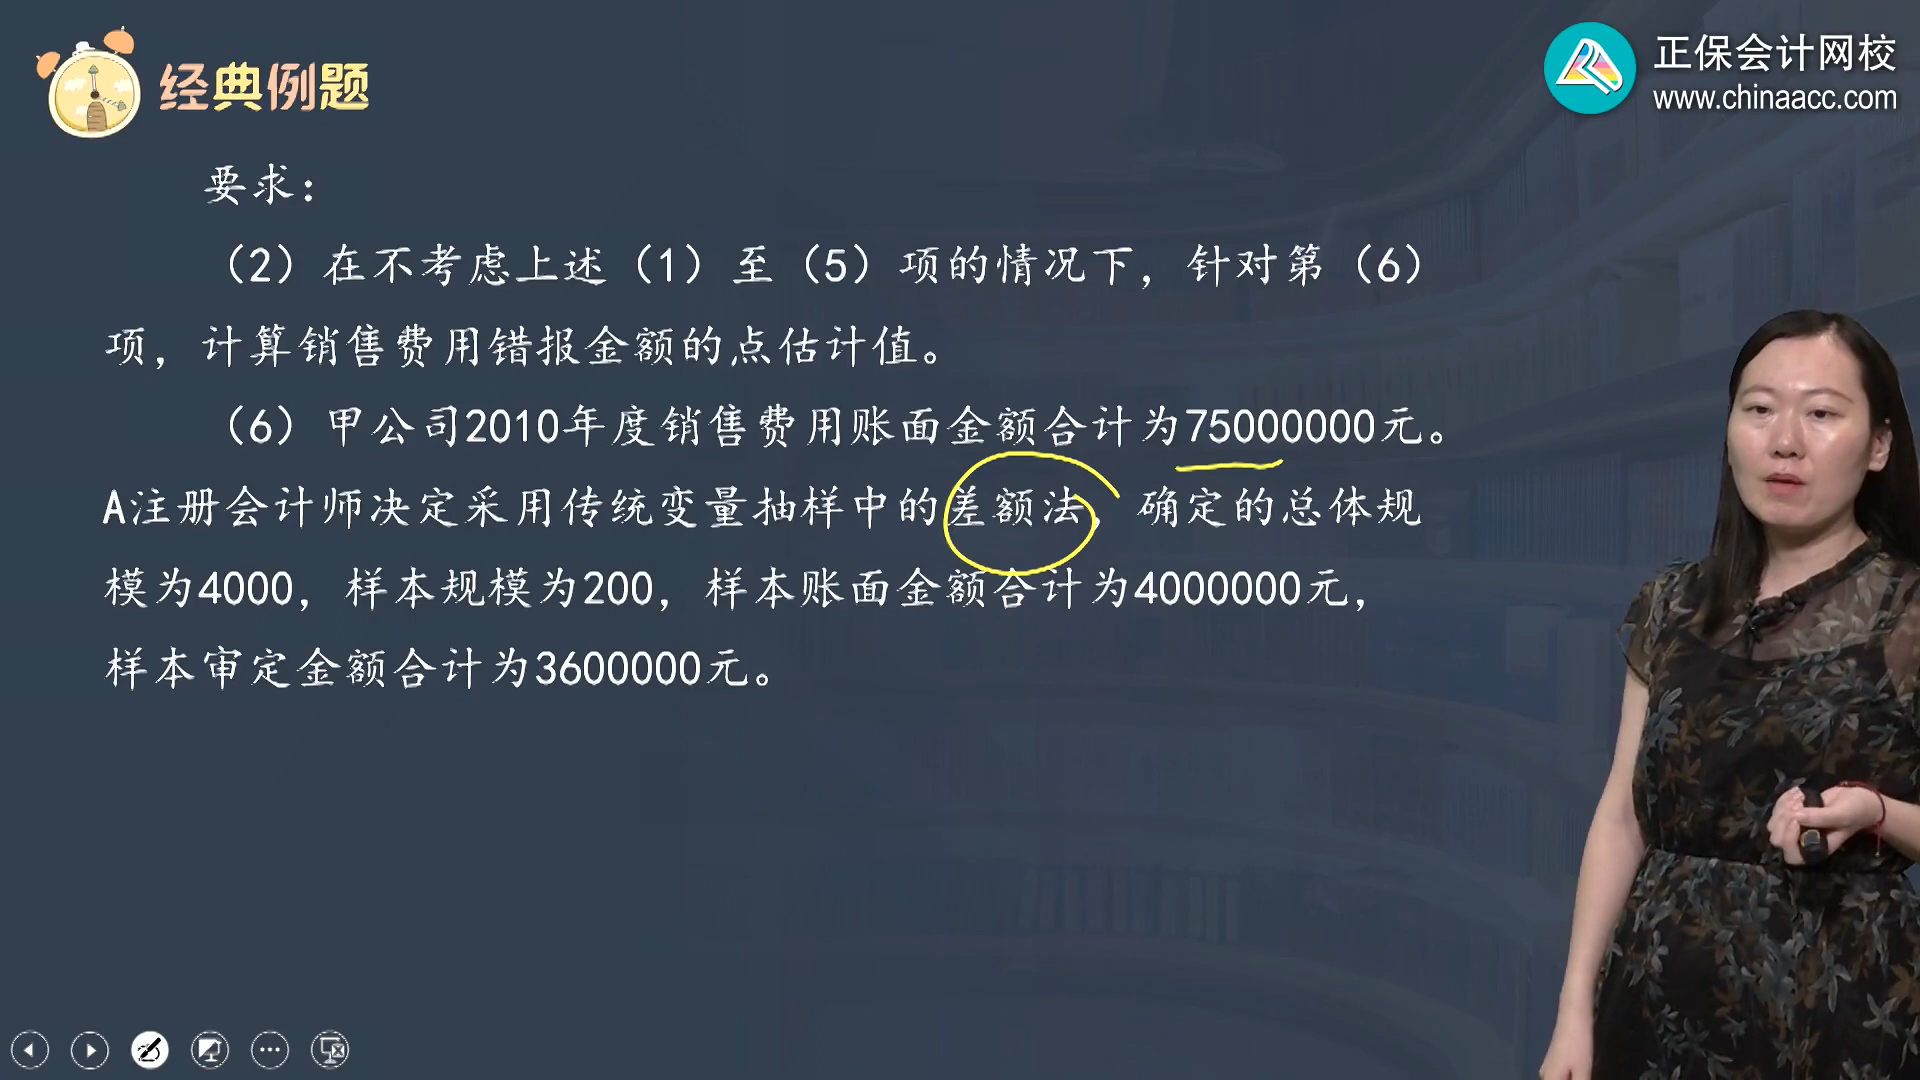 经典例题
正保会计网校
www.chinaacc.com
要求：
（2）在不考虑上述（1）至（5）项的情况下，针对第（6）
项，计算销售费用错报金额的点估计值。
（6）甲公司2010年度销售费用账面金额合计为75000000元。
A注册会计师决定采用传统变量抽样中的差额法，确定的总体规
模为4000，样本规模为200，样本账面金额合计为4000000元，
样本审定金额合计为3600000元。